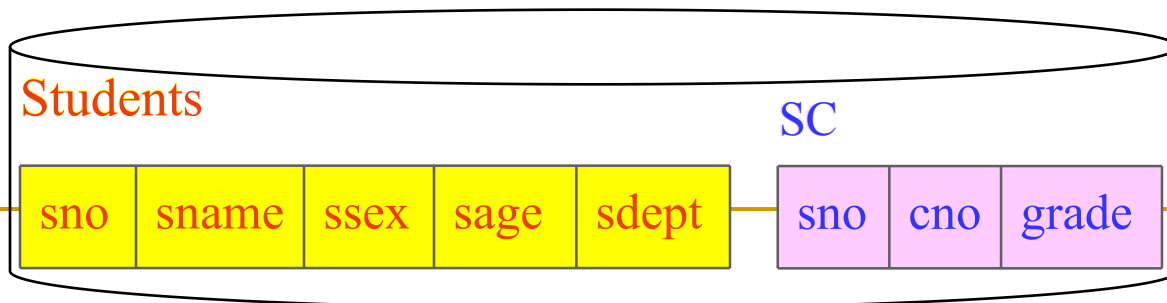 Students
SC
sno sname ssex sage sdept
sno cno grade